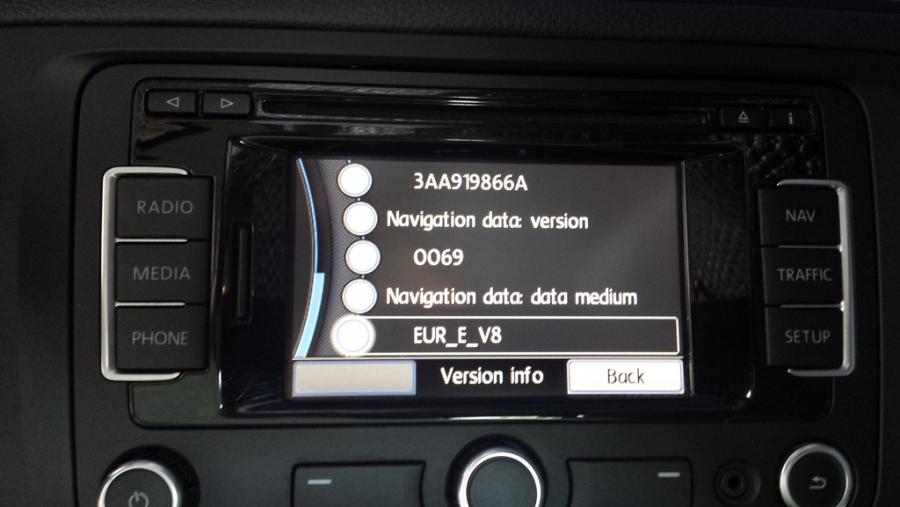 i
RADIO
MEDIA
PHONE
3AA919866A
Navigation data: version
0069
Navigation data: data medium
EUR_E_V8
Version info
Back
NAV
TRAFFIC
SETUP